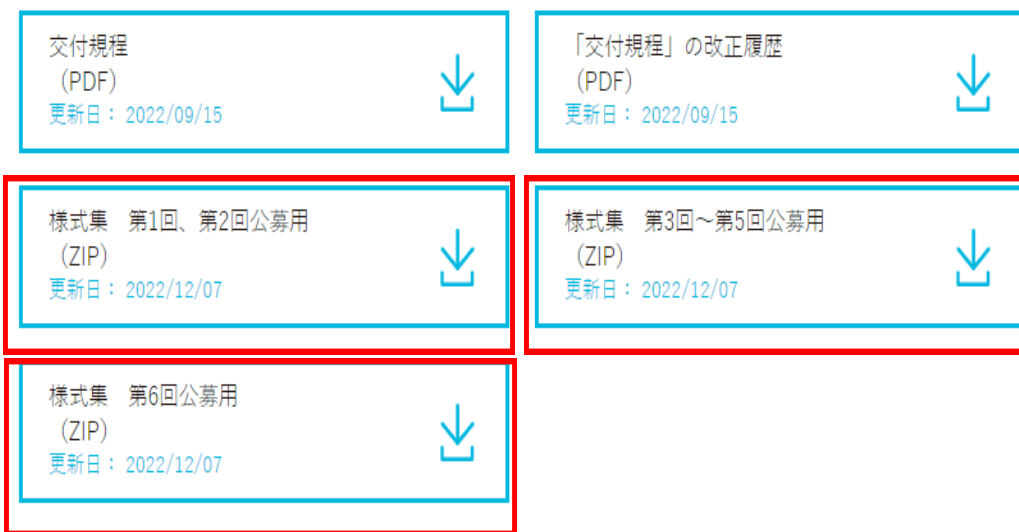 交付規程
（PDF）
更新日： 2022/09/15
「交付規程」の改正履歴
（PDF）
更新日： 2022/09/15
様式集　第1回、第2回公募用
（ZIP）
更新日： 2022/12/07
様式集　第3回～第5回公募用
（ZIP）
更新日： 2022/12/07
様式集　第6回公募用
（ZIP）
更新日： 2022/12/07